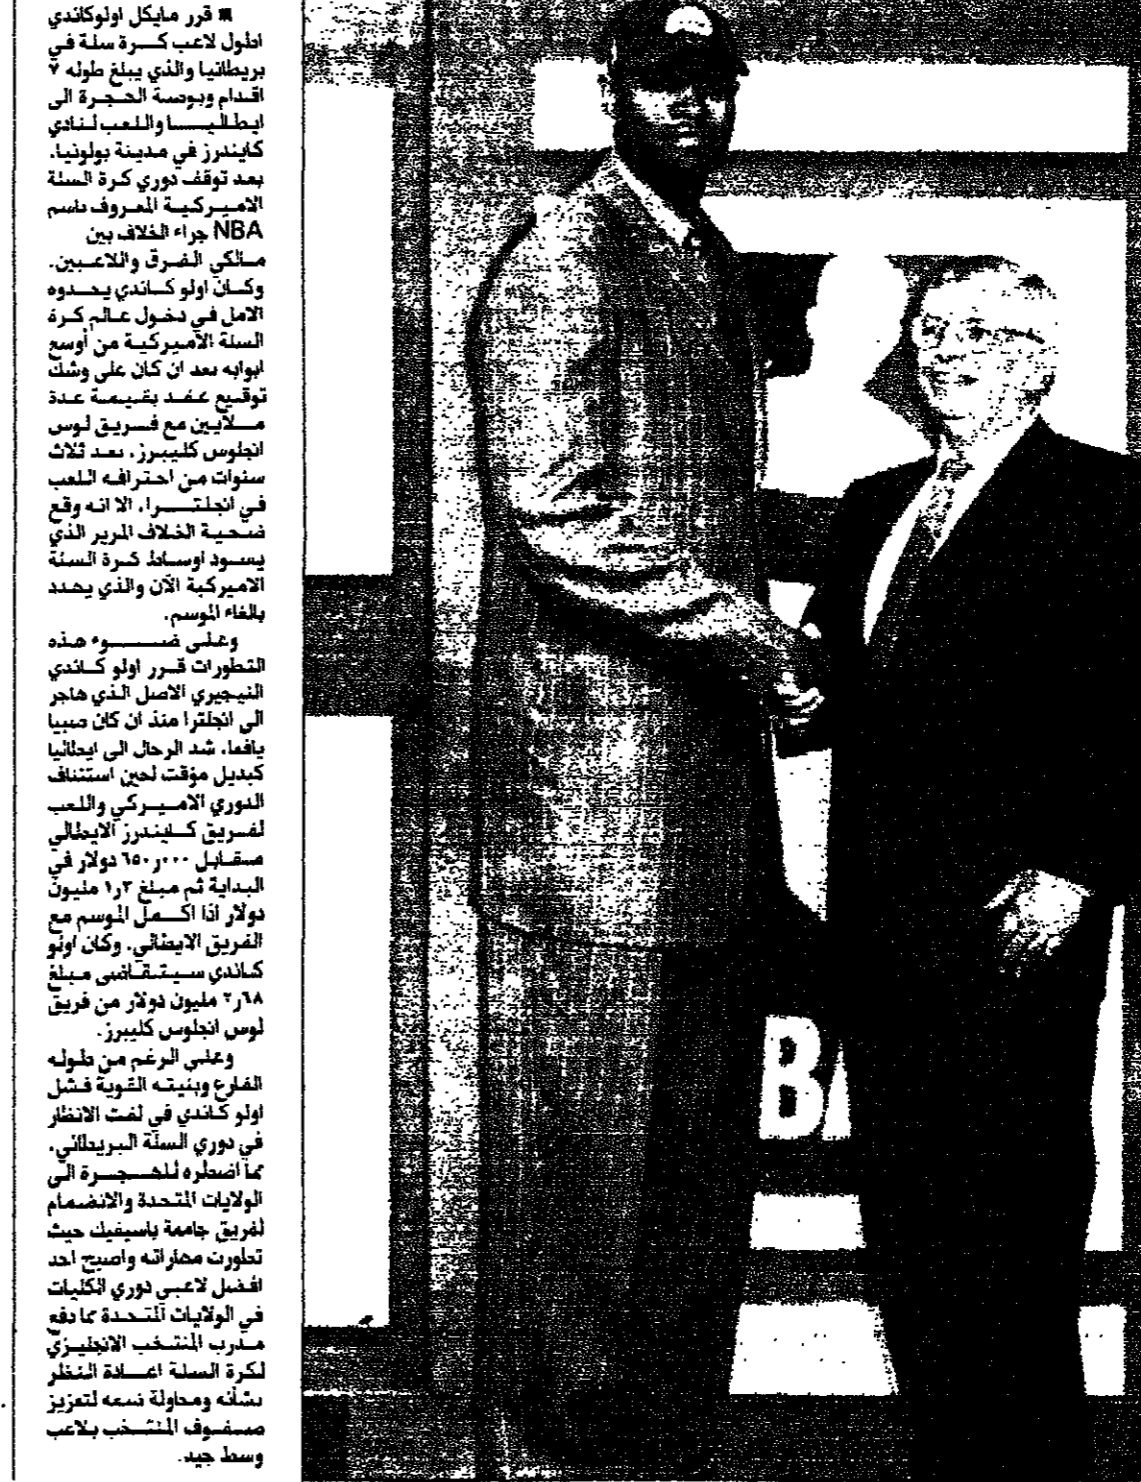 قرر مايكل اولوكاندي
اطول لاعب كرة سلة في
بريطانيا والذي يبلغ طوله ٧
اقدام وبوصة الهجرة الى
ايطاليا واللعب لنادي
كايندرز في مدينة بولونيا.
بعد توقف دوري كرة السلة
الاميركية المعروف باسم
NBA جراء الخلاف بين
مالكي الفرق واللاعبين.
وكان اولو كاندي يحدوه
الامل في دخول عالم كرة
السلة الاميركية من أوسع
ابوابه بعد ان كان على وشك
توقيع عقد بقيمة عدة
ملايين مع فريق لوس
انجلوس كليبرز، بعد ثلاث
سنوات من احترافه اللعب
في انجلترا، الا انه وقع
ضحية الخلاف المرير الذي
يسود اوساط كرة السلة
الاميركية الآن والذي يهدد
بالغاء الموسم.
وعلى ضوء هذه
التطورات قرر اولو كاندي
النيجيري الاصل الذي هاجر
الى انجلترا منذ ان كان صبيا
يافعا، شد الرحال الى ايطاليا
كبديل مؤقت لحين استئناف
الدوري الاميركي واللعب
لفريق كليندرز الايطالي
مقابل ٦٥٠ر٠٠٠ دولار في
البداية ثم مبلغ ١ر٣ مليون
دولار اذا اكمل الموسم مع
الفريق الايطالي. وكان اولو
كاندي سيتقاضى مبلغ
٢ر٦٨ مليون دولار من فريق
لوس انجلوس كليبرز.
وعلى الرغم من طوله
الفارع وبنيته القوية فشل
اولو كاندي في لفت الانظار
في دوري السلة البريطاني.
مما اضطره للهجرة الى
الولايات المتحدة والانضمام
لفريق جامعة باسيفيك حيث
تطورت مهاراته واصبح احد
افضل لاعبي دوري الكليات
في الولايات المتحدة مما دفع
مدرب المنتخب الانجليزي
لكرة السلة اعادة النظر
بشأنه ومحاولة ضمه لتعزيز
صفوف المنتخب بلاعب
وسط جيد.
BA